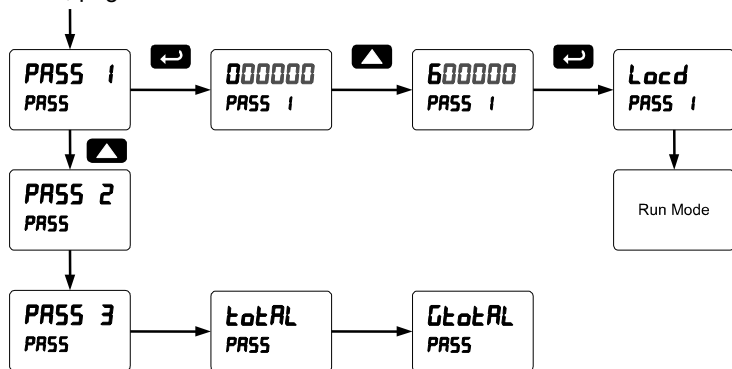 PASS 1
PASS
000000
PASS 1
600000
PASS 1
Locd
PASS 1
PASS 2
PASS
Run Mode
PASS 3
PASS
totAL
PASS
GtotAL
PASS